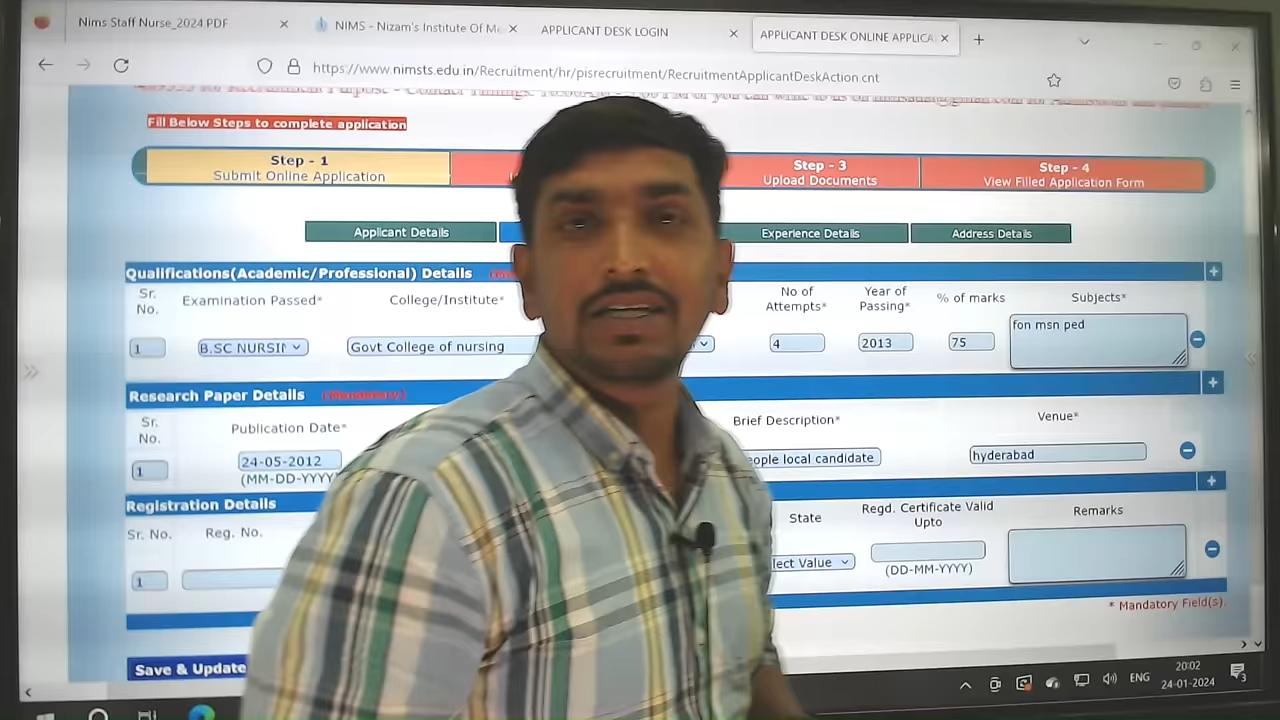 Nims Staff Nurse_2024.PDF
NIMS - Nizam's Institute Of Me
APPLICANT DESK LOGIN
APPLICANT DESK ONLINE APPLICA
https://www.nimsts.edu.in/Recruitment/hr/pisrecruitment/RecruitmentApplicantDeskAction.cnt
Fill Below Steps to complete application
Step - 1
Submit Online Application
Step - 3
Upload Documents
Step - 4
View Filled Application Form
Applicant Details
Experience Details
Address Details
Qualifications(Academic/Professional) Details
Sr. No.
Examination Passed*
College/Institute*
No of Attempts*
Year of Passing*
% of marks
Subjects*
1
B.SC NURSIN
Govt College of nursing
4
2013
75
fon msn ped
Research Paper Details (Mandatory)
Sr. No.
Publication Date*
Brief Description*
Venue*
1
24-05-2012
(MM-DD-YYYY
ople local candidate
hyderabad
Registration Details
Sr. No.
Reg. No.
State
Regd. Certificate Valid Upto
Remarks
1
lect Value
(DD-MM-YYYY)
* Mandatory Field(s).
Save & Update
ENG
20:02
24-01-2024
3